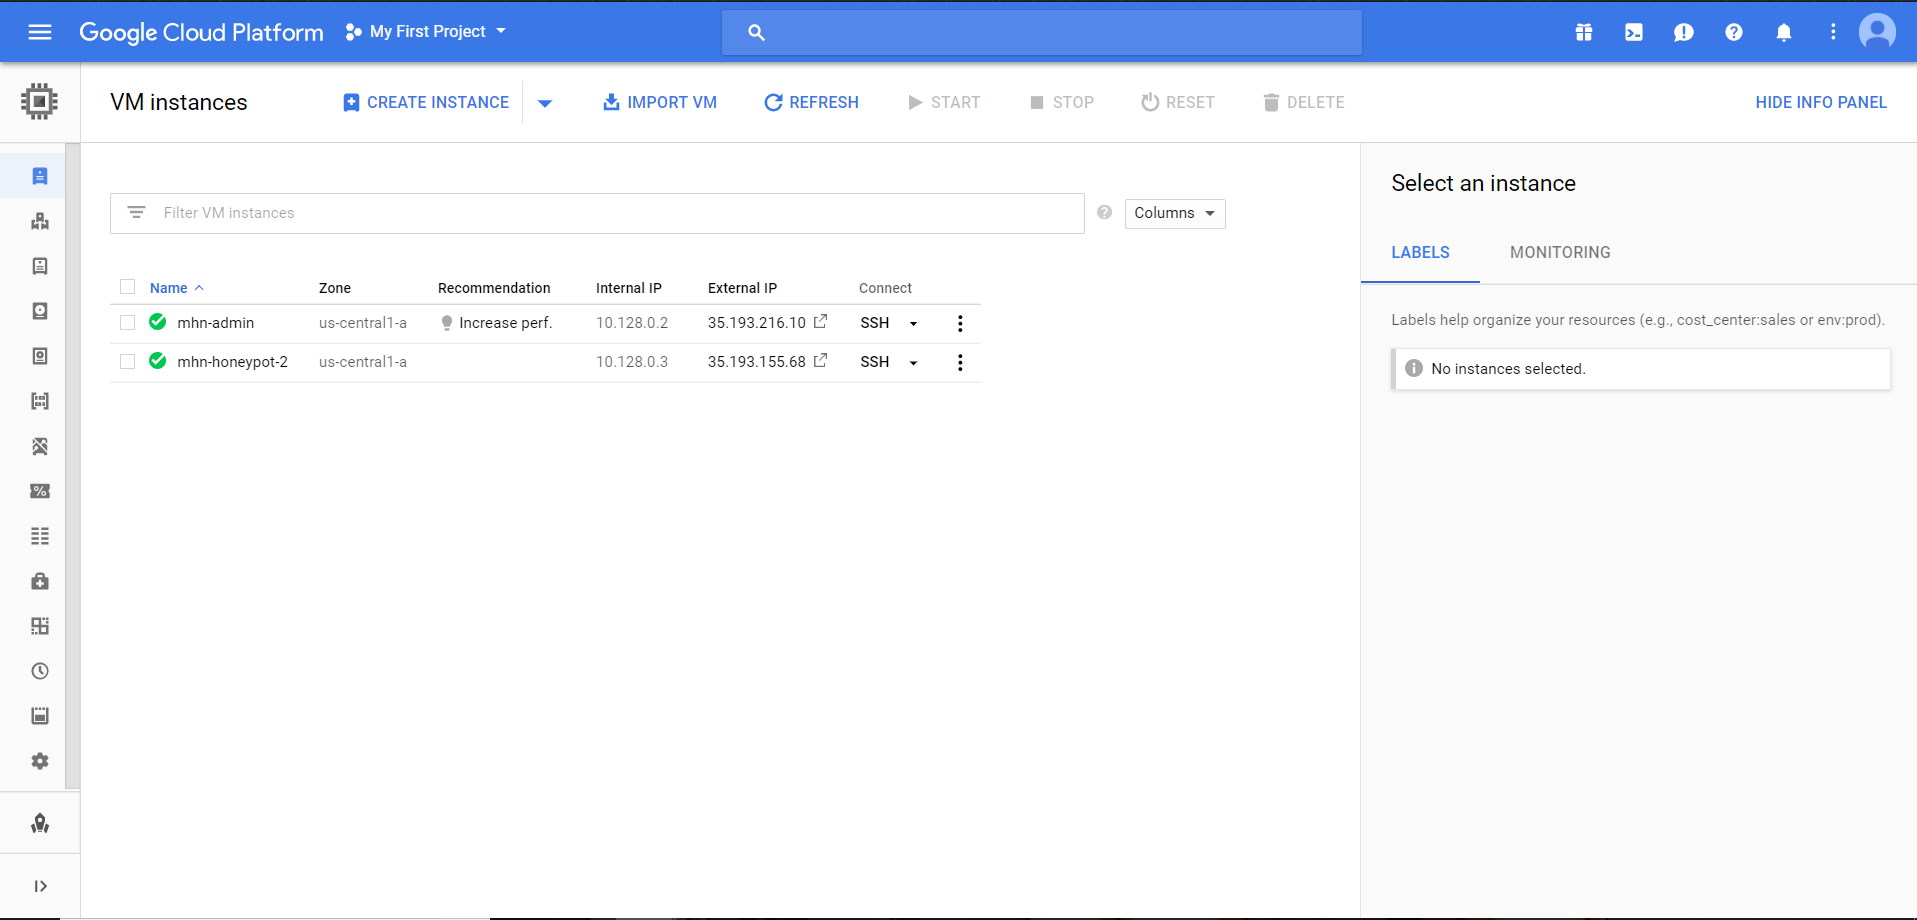 Google Cloud Platform My First Project
VM instances CREATE INSTANCE IMPORT VM REFRESH START STOP RESET DELETE HIDE INFO PANEL
Filter VM instances Columns
Name Zone Recommendation Internal IP External IP Connect
mhn-admin us-central1-a Increase perf. 10.128.0.2 35.193.216.10 SSH
mhn-honeypot-2 us-central1-a 10.128.0.3 35.193.155.68 SSH
Select an instance
LABELS MONITORING
Labels help organize your resources (e.g., cost_center:sales or env:prod).
No instances selected.